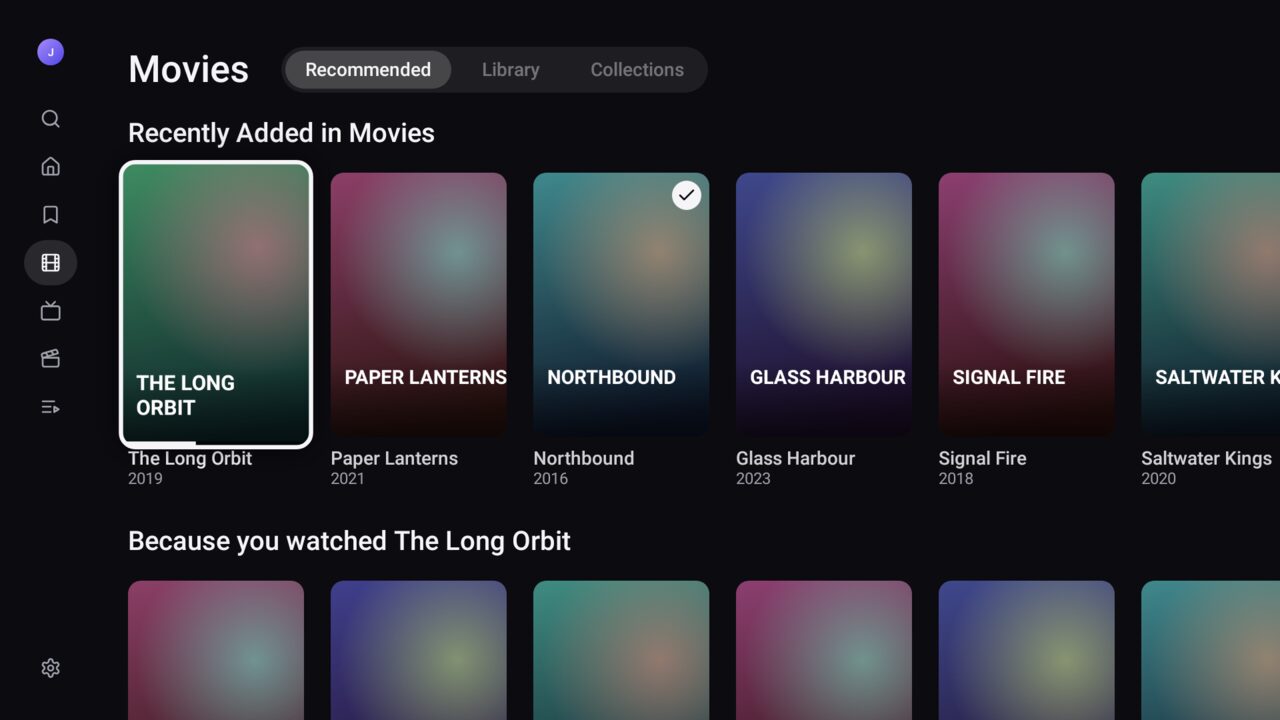 J
Movies
Recommended
Library
Collections
Recently Added in Movies
THE LONG
ORBIT
PAPER LANTERNS
NORTHBOUND
GLASS HARBOUR
SIGNAL FIRE
SALTWATER K
The Long Orbit
2019
Paper Lanterns
2021
Northbound
2016
Glass Harbour
2023
Signal Fire
2018
Saltwater Kings
2020
Because you watched The Long Orbit